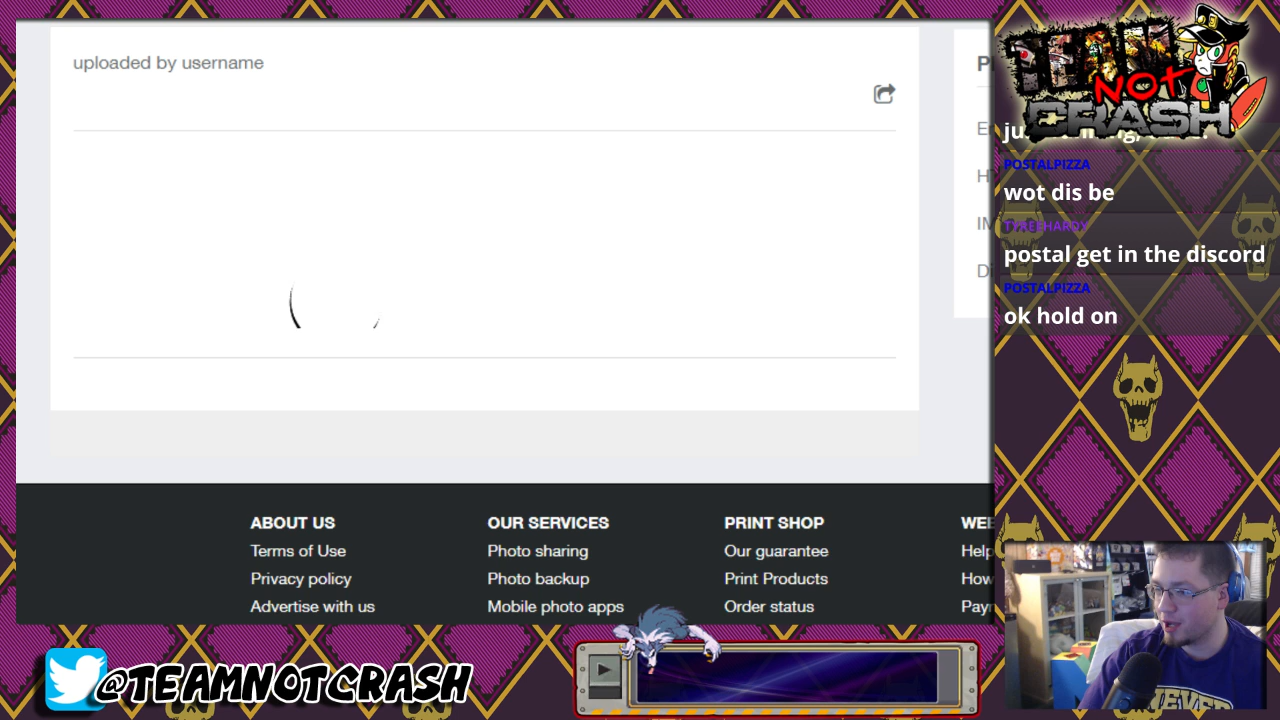 uploaded by username
TEAM
NOT
CRASH
POSTALPIZZA
wot dis be
TYREEHARDY
postal get in the discord
POSTALPIZZA
ok hold on
ABOUT US
Terms of Use
Privacy policy
Advertise with us
OUR SERVICES
Photo sharing
Photo backup
Mobile photo apps
PRINT SHOP
Our guarantee
Print Products
Order status
Help
How
@TEAMNOTCRASH